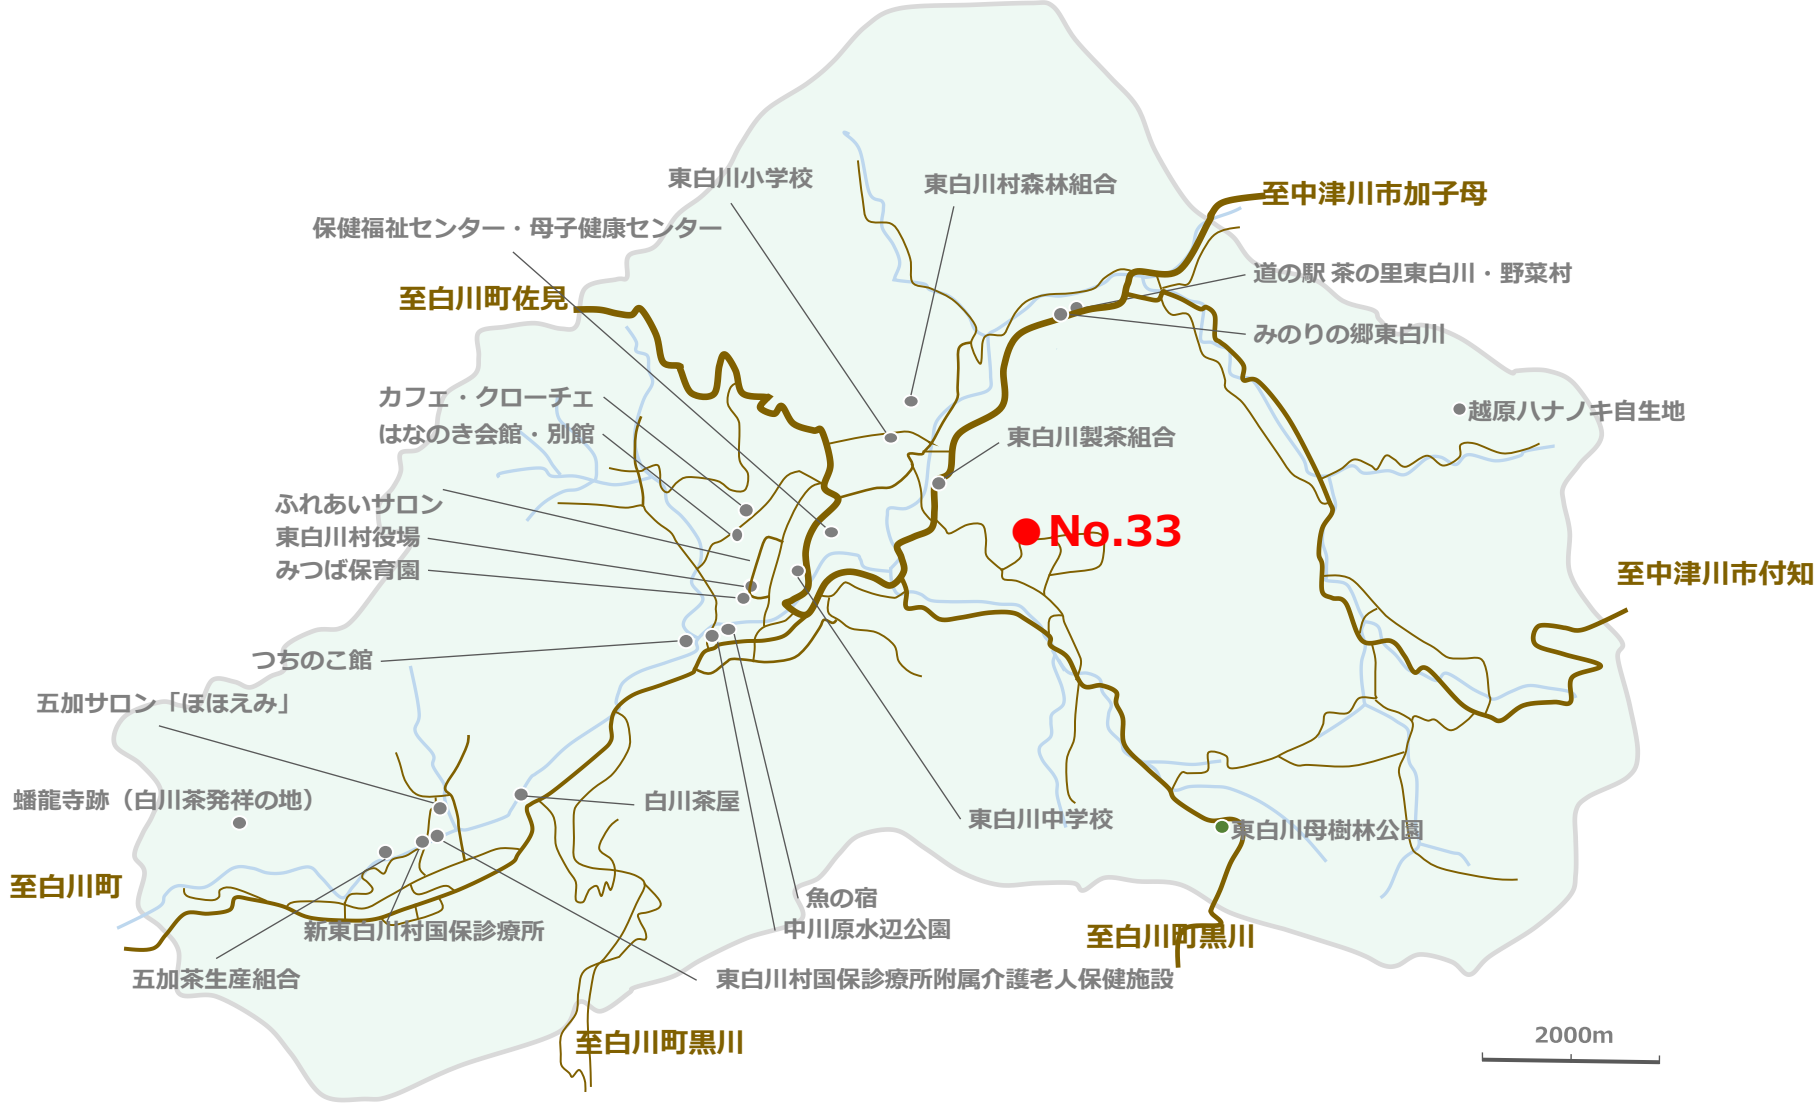 東白川小学校
東白川村森林組合
至中津川市加子母
保健福祉センター・母子健康センター
道の駅 茶の里東白川・野菜村
至白川町佐見
みのりの郷東白川
カフェ・クローチェ
越原ハナノキ自生地
はなのき会館・別館
東白川製茶組合
ふれあいサロン
No.33
東白川村役場
みつば保育園
至中津川市付知
つちのこ館
五加サロン「ほほえみ」
蟠龍寺跡（白川茶発祥の地）
白川茶屋
東白川中学校
東白川母樹林公園
至白川町
魚の宿
新東白川村国保診療所
中川原水辺公園
至白川町黒川
五加茶生産組合
東白川村国保診療所附属介護老人保健施設
至白川町黒川
2000m